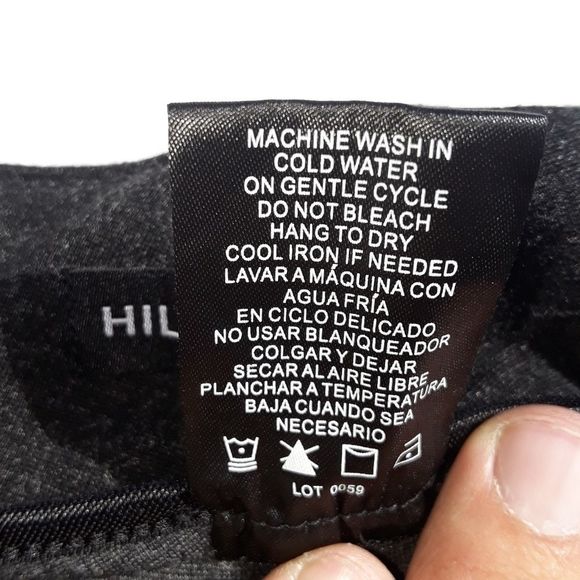 MACHINE WASH IN
COLD WATER
ON GENTLE CYCLE
DO NOT BLEACH
HANG TO DRY
COOL IRON IF NEEDED
LAVAR A MÁQUINA CON
AGUA FRÍA
EN CICLO DELICADO
NO USAR BLANQUEADOR
COLGAR Y DEJAR
SECAR AL AIRE LIBRE
PLANCHAR A TEMPERATURA
BAJA CUANDO SEA
NECESARIO
LOT 0059
HIL